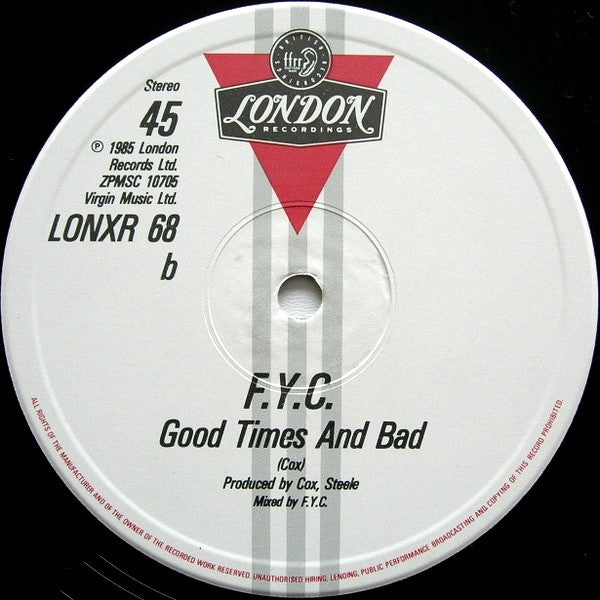 BRITISH RECORDINGS
ffrr
LONDON
RECORDINGS
Stereo
45
℗ 1985 London
Records Ltd.
ZPMSC 10705
Virgin Music Ltd.
LONXR 68
b
F.Y.C.
Good Times And Bad
(Cox)
Produced by Cox, Steele
Mixed by F.Y.C.
ALL RIGHTS OF THE MANUFACTURER AND OF THE OWNER OF THE RECORDED WORK RESERVED. UNAUTHORISED HIRING, LENDING, PUBLIC PERFORMANCE BROADCASTING AND COPYING OF THIS RECORD PROHIBITED.